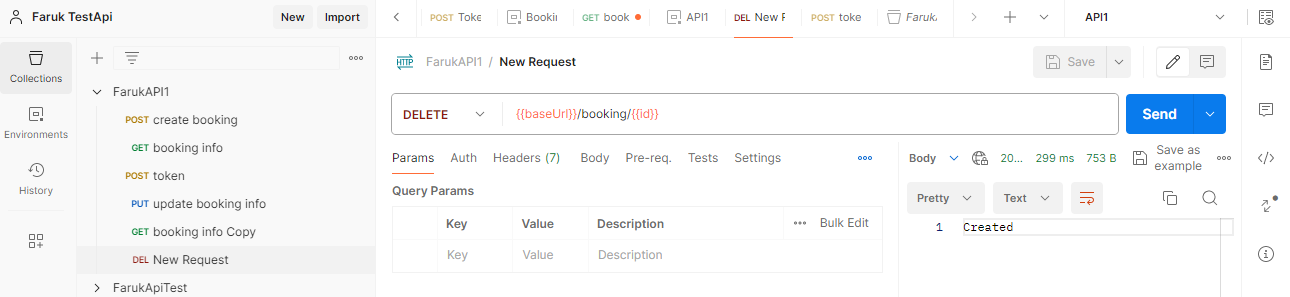 Faruk TestApi New Import
POST Toke Bookin GET book API1 DEL New F POST toke Faruk API1
Collections
Environments
History
FarukAPI1
POST create booking
GET booking info
POST token
PUT update booking info
GET booking info Copy
DEL New Request
FarukApiTest
HTTP FarukAPI1 / New Request Save
DELETE {{baseUrl}}/booking/{{id}} Send
Params Auth Headers (7) Body Pre-req. Tests Settings
Query Params
Key Value Description Bulk Edit
Key Value Description
Body 20... 299 ms 753 B Save as example
Pretty Text
1 Created